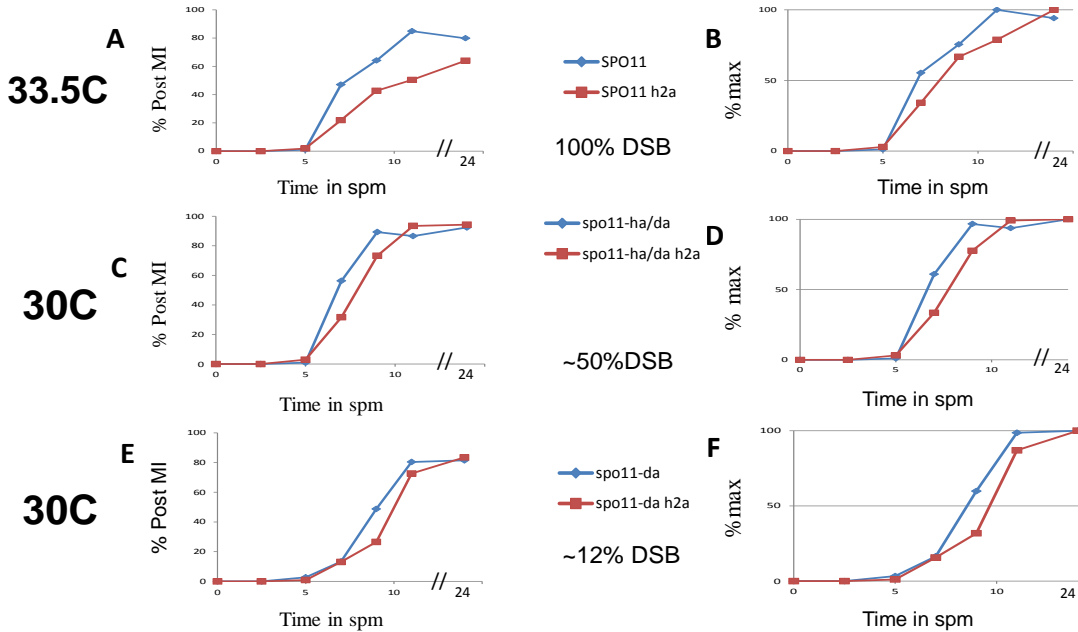 A
33.5C
% Post MI
100
80
60
40
20
0
0
5
10
//
24
Time in spm
SPO11
SPO11 h2a
100% DSB
B
%max
100
50
0
0
5
10
//
24
Time in spm
C
30C
% Post MI
100
80
60
40
20
0
0
5
10
//
24
Time in spm
spo11-ha/da
spo11-ha/da h2a
~50%DSB
D
% max
100
50
0
0
5
10
//
24
Time in spm
E
30C
% Post MI
100
80
60
40
20
0
0
5
10
//
24
Time in spm
spo11-da
spo11-da h2a
~12% DSB
F
%max
100
50
0
0
5
10
//
24
Time in spm